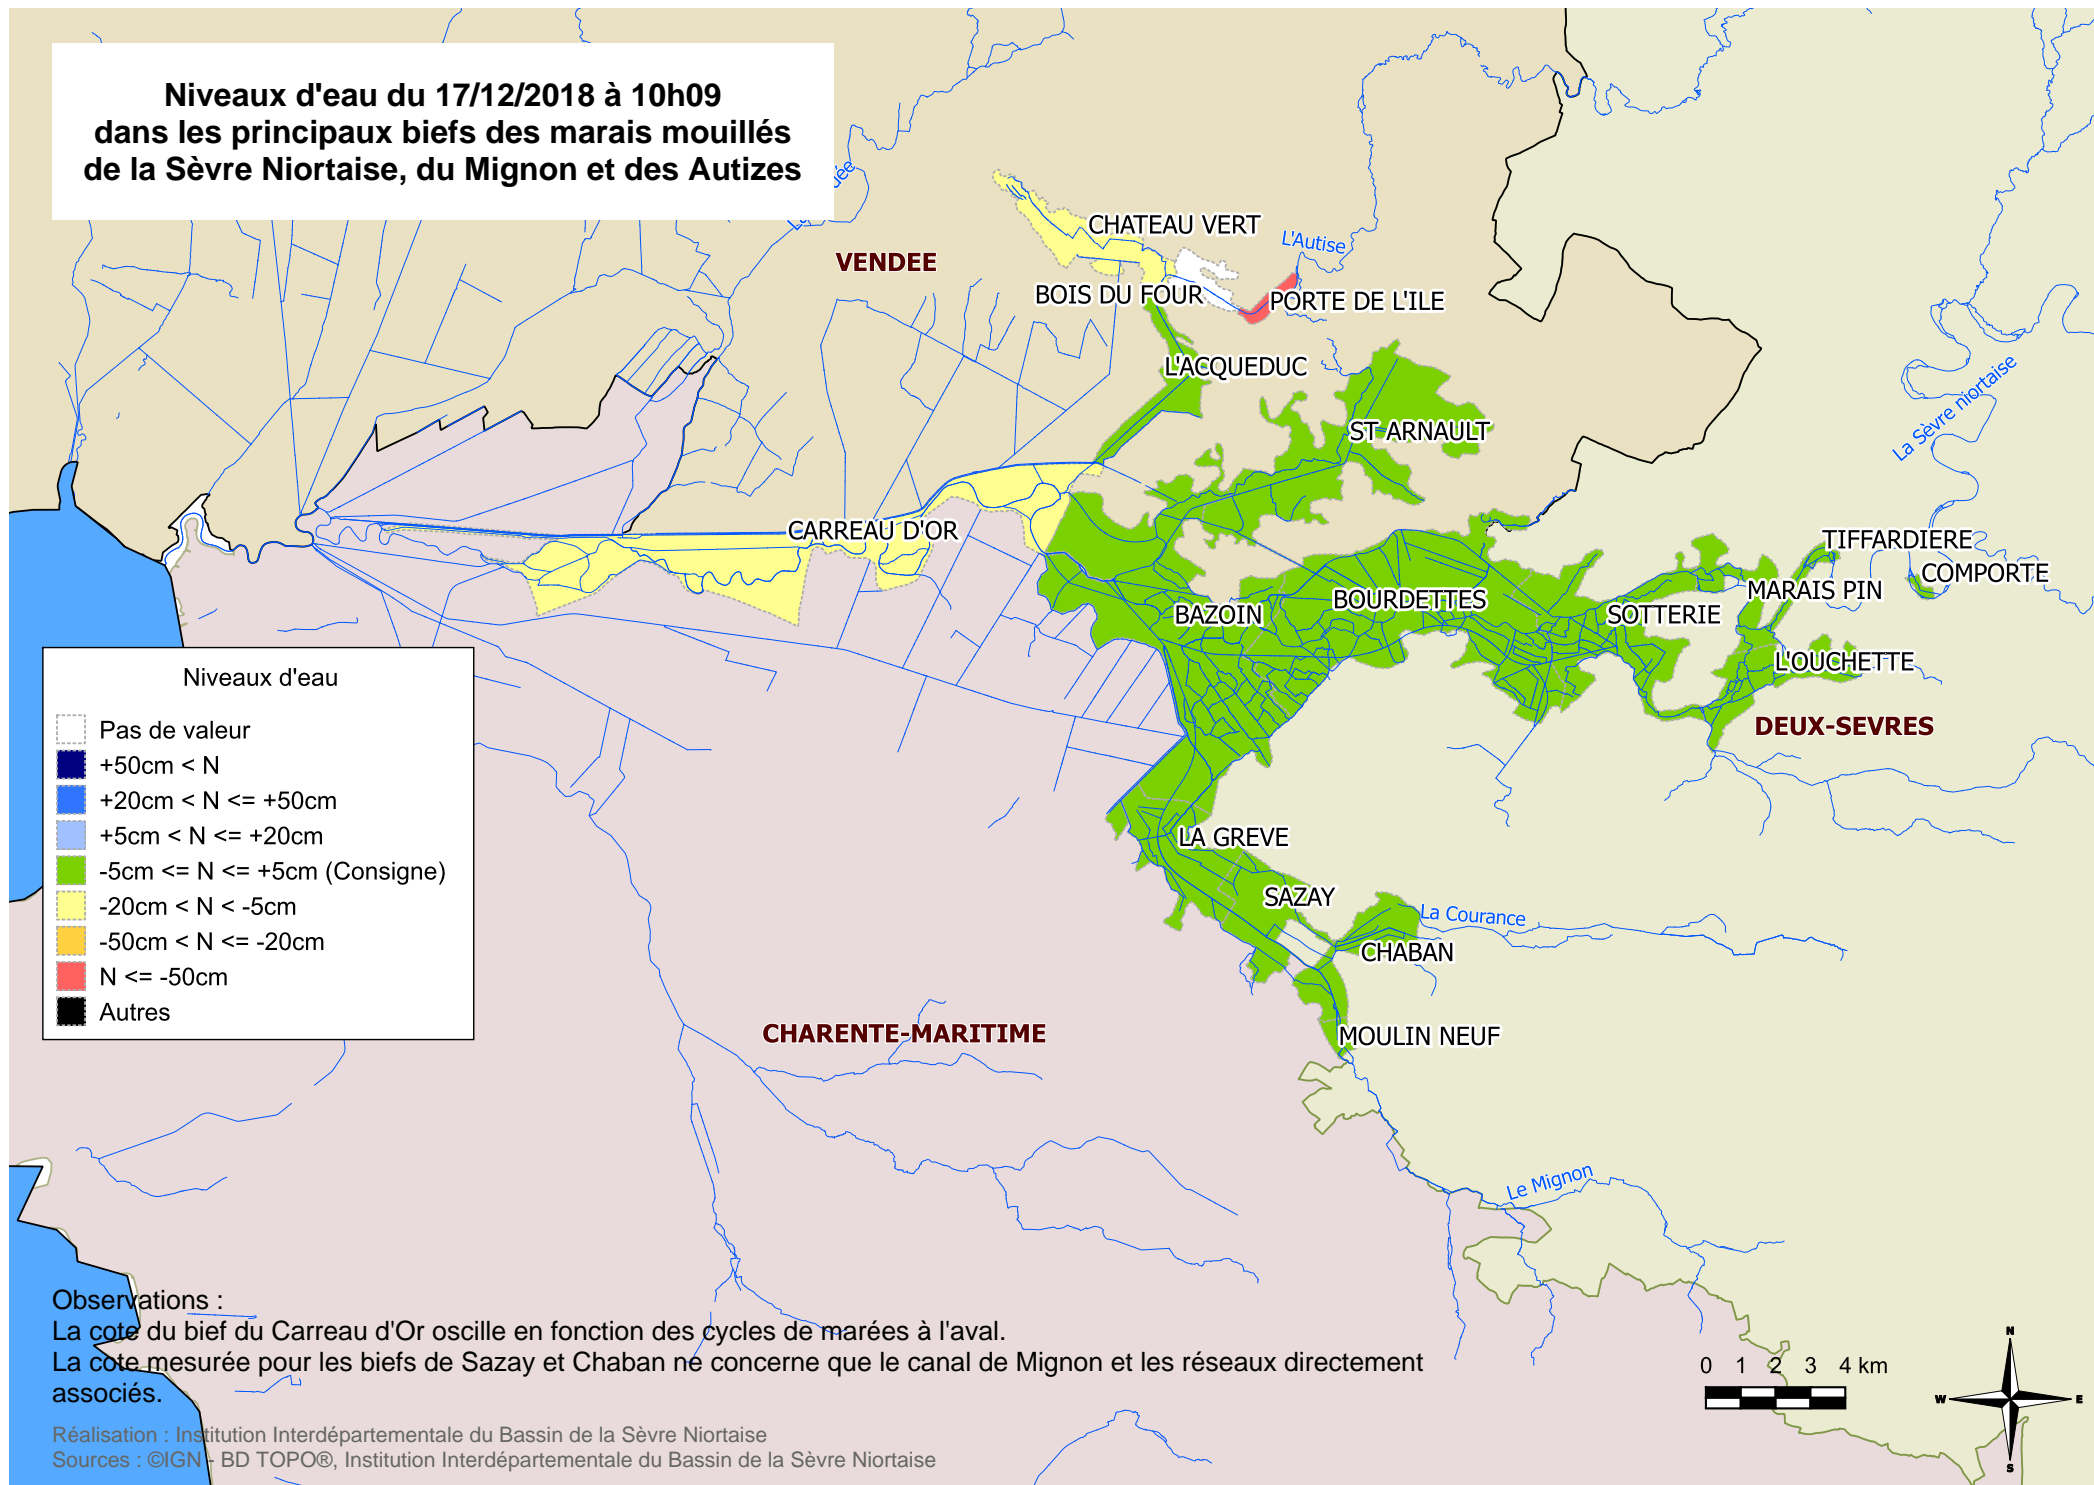 Niveaux d'eau du 17/12/2018 à 10h09
dans les principaux biefs des marais mouillés
de la Sèvre Niortaise, du Mignon et des Autizes
CHATEAU VERT
L'Autise
VENDEE
BOIS DU FOUR
PORTE DE L'ILE
L'ACQUEDUC
ST ARNAULT
La Sèvre niortaise
CARREAU D'OR
TIFFARDIERE
COMPORTE
MARAIS PIN
BOURDETTES
BAZOIN
SOTTERIE
L'OUCHETTE
DEUX-SEVRES
Niveaux d'eau
Pas de valeur
+50cm < N
+20cm < N <= +50cm
+5cm < N <= +20cm
-5cm <= N <= +5cm (Consigne)
-20cm < N < -5cm
-50cm < N <= -20cm
N <= -50cm
Autres
LA GREVE
SAZAY
La Courance
CHABAN
CHARENTE-MARITIME
MOULIN NEUF
Le Mignon
Observations :
La cote du bief du Carreau d'Or oscille en fonction des cycles de marées à l'aval.
La cote mesurée pour les biefs de Sazay et Chaban ne concerne que le canal de Mignon et les réseaux directement
associés.
Réalisation : Institution Interdépartementale du Bassin de la Sèvre Niortaise
Sources : ©IGN - BD TOPO®, Institution Interdépartementale du Bassin de la Sèvre Niortaise
0 1 2 3 4 km
N
W E
S